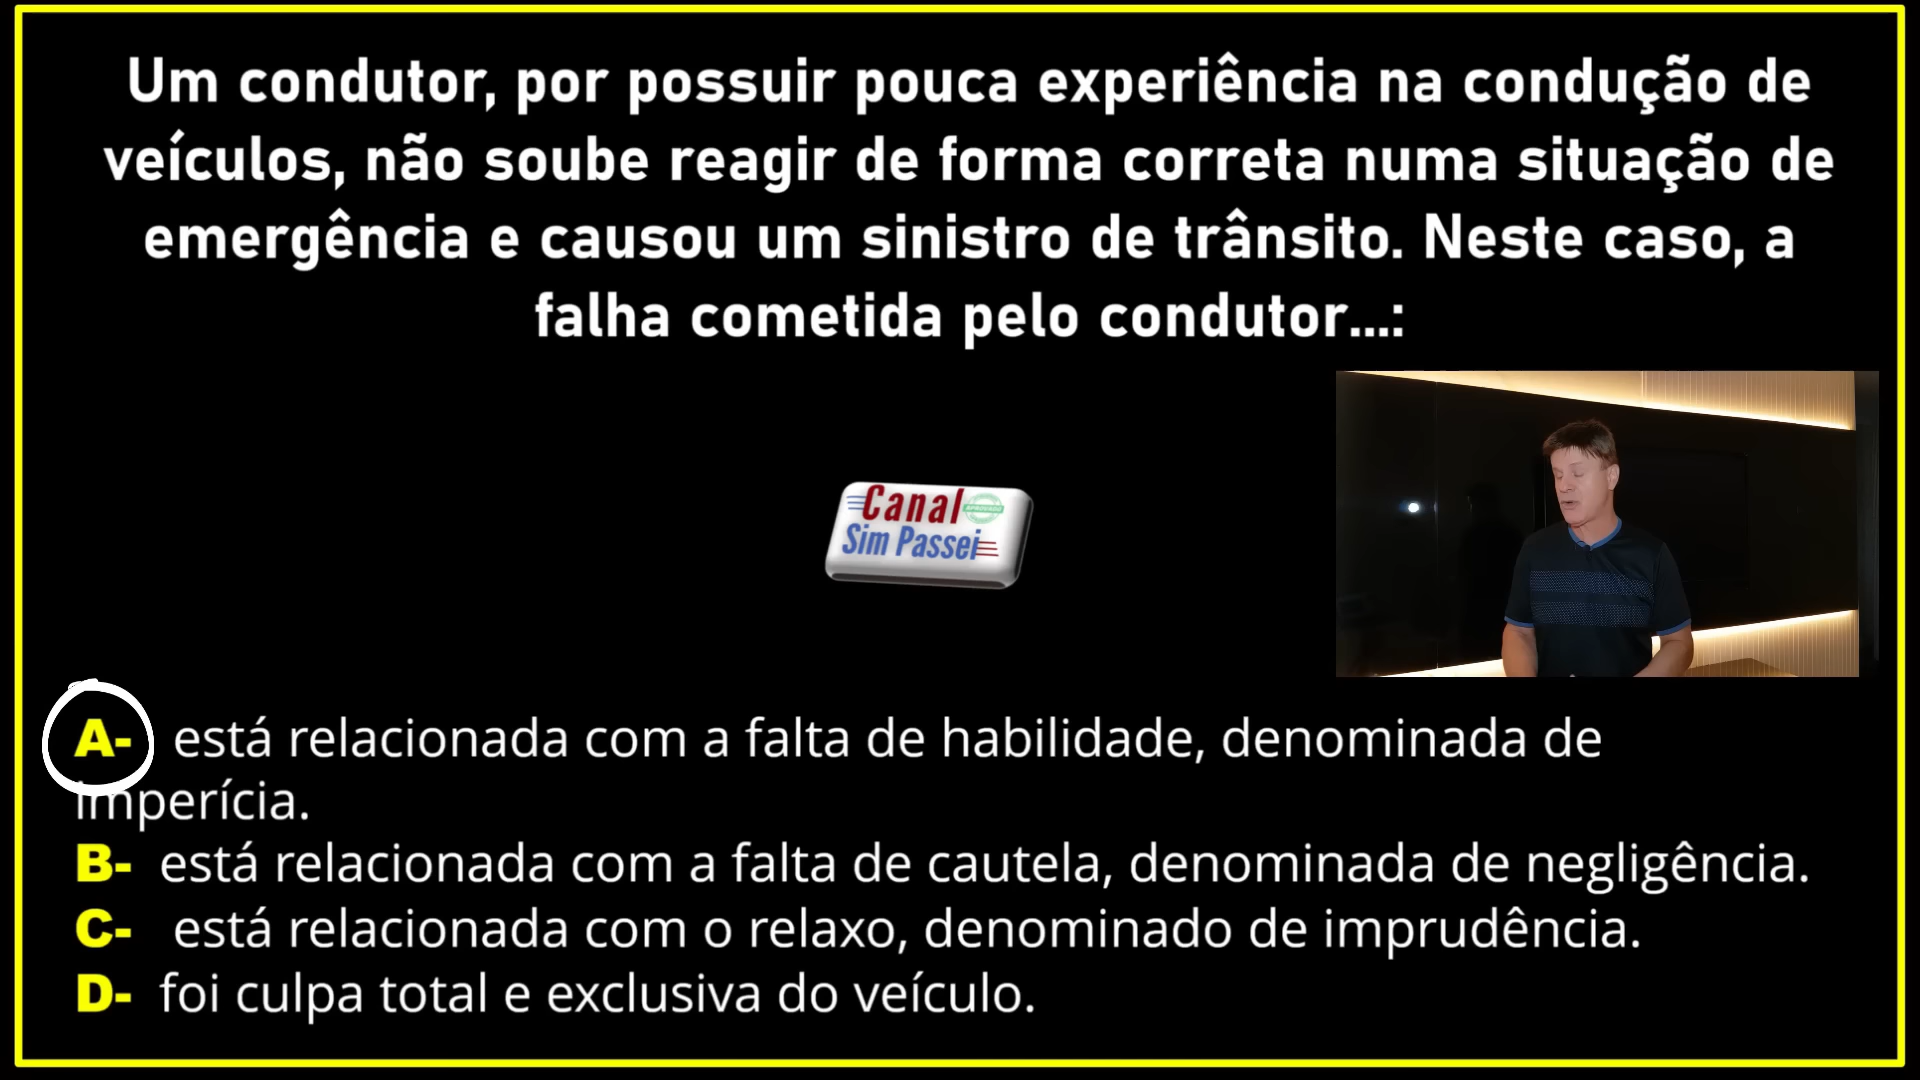 Um condutor, por possuir pouca experiência na condução de
veículos, não soube reagir de forma correta numa situação de
emergência e causou um sinistro de trânsito. Neste caso, a
falha cometida pelo condutor...:
Canal
APROVADO
Sim Passei
A- está relacionada com a falta de habilidade, denominada de
imperícia.
B- está relacionada com a falta de cautela, denominada de negligência.
C- está relacionada com o relaxo, denominado de imprudência.
D- foi culpa total e exclusiva do veículo.